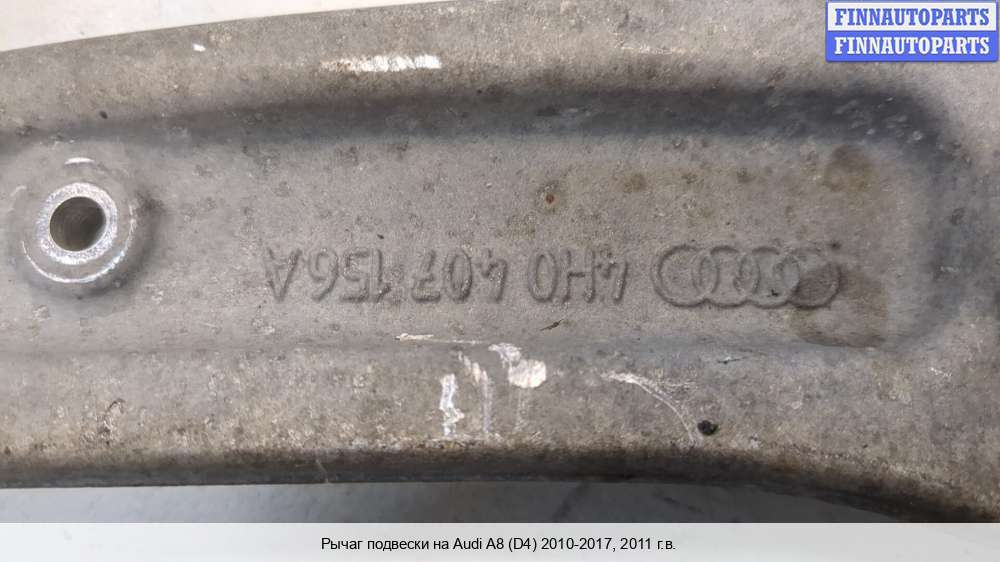 FINNAUTOPARTS
FINNAUTOPARTS
4H0 407 156A
Рычаг подвески на Audi A8 (D4) 2010-2017, 2011 г.в.